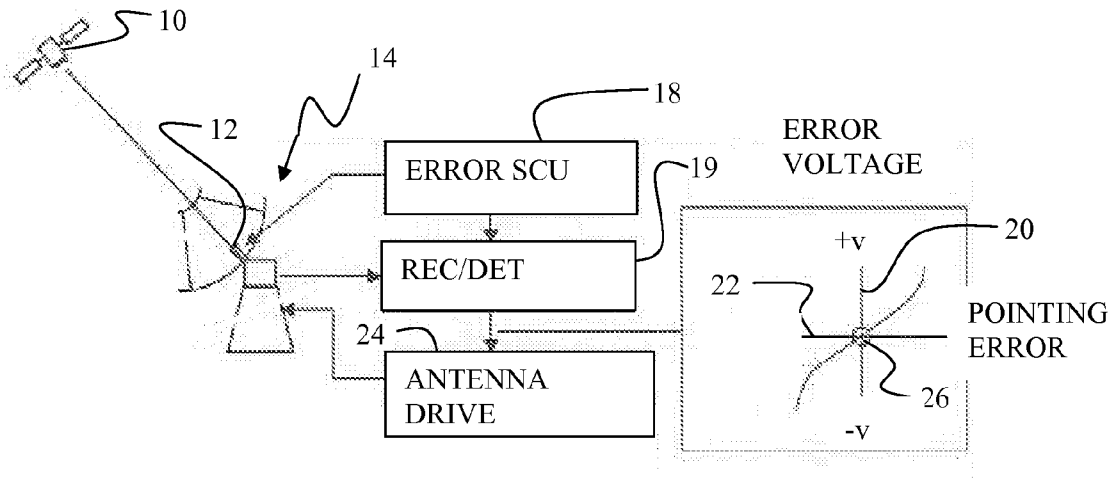 10
14
18
12
ERROR SCU
19
ERROR
VOLTAGE
REC/DET
+v
20
22
POINTING
ERROR
24
ANTENNA
DRIVE
26
-v